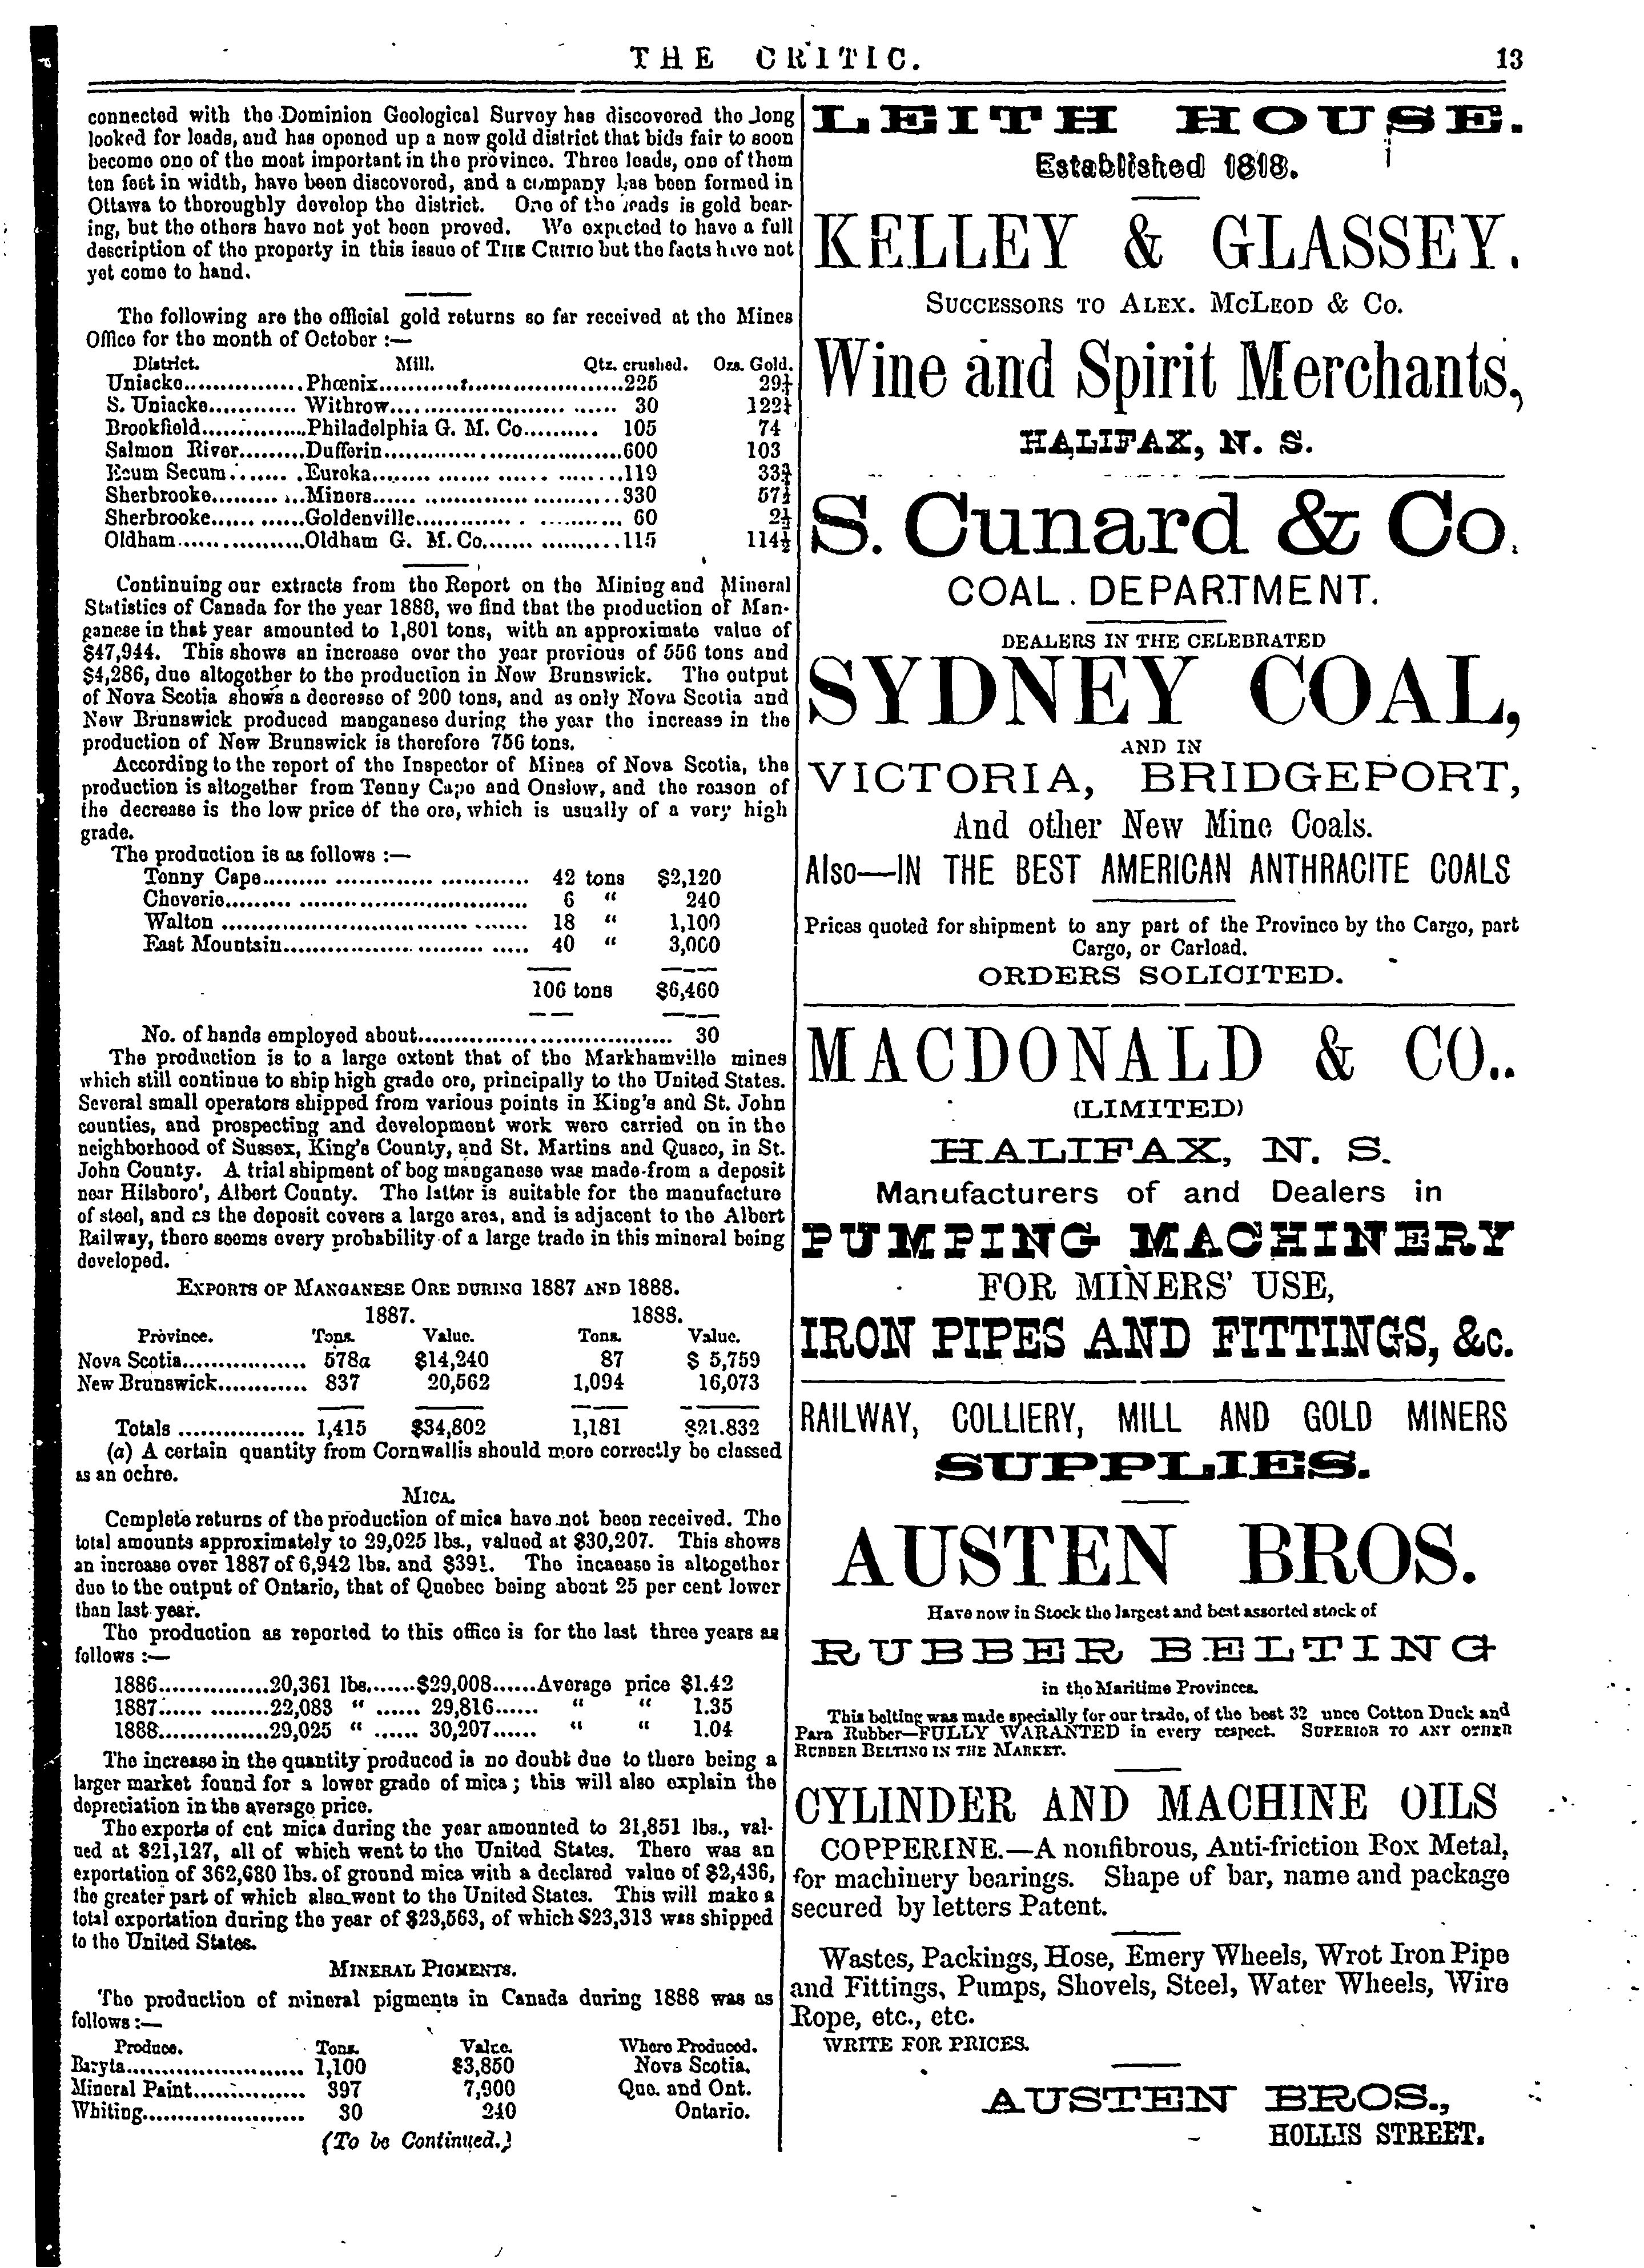 THE CRITIC. 13
connected with the Dominion Geological Survey has discovered the long
looked for leads, and has opened up a new gold district that bids fair to soon
become one of the most important in the province. Three leads, one of them
ten feet in width, have been discovered, and a company has been formed in
Ottawa to thoroughly develop the district. One of the leads is gold bear-
ing, but the others have not yet been proved. We expected to have a full
description of the property in this issue of THE CRITIC but the facts have not
yet come to hand.
The following are the official gold returns so far received at the Mines
Office for the month of October :—
District. Mill. Qtz. crushed. Ozs. Gold.
Uniacke................Phœnix..........................225
S. Uniacke............ Withrow.......................... 30
Brookfield..............Philadelphia G. M. Co.......... 105 74
Salmon River.........Dufferin..........................600 103
Ecum Secum.........Eureka..........................119 33¾
Sherbrooke............Miners..........................330 57½
Sherbrooke............Goldenville.......................... 60
Oldham..................Oldham G. M. Co....................115 114½
Continuing our extracts from the Report on the Mining and Mineral
Statistics of Canada for the year 1888, we find that the production of Man-
ganese in that year amounted to 1,801 tons, with an approximate value of
$47,944. This shows an increase over the year previous of 556 tons and
$4,286, due altogether to the production in New Brunswick. The output
of Nova Scotia shows a decrease of 200 tons, and as only Nova Scotia and
New Brunswick produced manganese during the year the increase in the
production of New Brunswick is therefore 756 tons.
According to the report of the Inspector of Mines of Nova Scotia, the
production is altogether from Tenny Cape and Onslow, and the reason of
the decrease is the low price of the ore, which is usually of a very high
grade.
The production is as follows :—
Tenny Cape.............................. 42 tons $2,120
Cheverie.................................. 6 " 240
Walton .................................. 18 " 1,100
East Mountain........................... 40 " 3,000
106 tons $6,460
No. of hands employed about.................................. 30
The production is to a large extent that of the Markhamville mines
which still continue to ship high grade ore, principally to the United States.
Several small operators shipped from various points in King's and St. John
counties, and prospecting and development work were carried on in the
neighborhood of Sussex, King's County, and St. Martins and Quaco, in St.
John County. A trial shipment of bog manganese was made from a deposit
near Hilsboro', Albert County. The latter is suitable for the manufacture
of steel, and as the deposit covers a large area, and is adjacent to the Albert
Railway, there seems every probability of a large trade in this mineral being
developed.
EXPORTS OF MANGANESE ORE DURING 1887 AND 1888.
1887. 1888.
Province. Tons. Value. Tons. Value.
Nova Scotia................. 578a $14,240 87 $ 5,759
New Brunswick............ 837 20,562 1,094 16,073
Totals ................. 1,415 $34,802 1,181 $21.832
(a) A certain quantity from Cornwallis should more correctly be classed
as an ochre.
MICA.
Complete returns of the production of mica have not been received. The
total amounts approximately to 29,025 lbs., valued at $30,207. This shows
an increase over 1887 of 6,942 lbs. and $391. The incaease is altogether
due to the output of Ontario, that of Quebec being about 25 per cent lower
than last year.
The production as reported to this office is for the last three years as
follows :—
1886...............20,361 lbs.......$29,008......Average price $1.42
1887...............22,083 " ...... 29,816...... " " 1.35
1888...............29,025 " ...... 30,207...... " " 1.04
The increase in the quantity produced is no doubt due to there being a
larger market found for a lower grade of mica ; this will also explain the
depreciation in the average price.
The exports of cut mica during the year amounted to 21,851 lbs., val-
ued at $21,127, all of which went to the United States. There was an
exportation of 362,680 lbs. of ground mica with a declared value of $2,436,
the greater part of which also went to the United States. This will make a
total exportation during the year of $23,563, of which $23,313 was shipped
to the United States.
MINERAL PIGMENTS.
The production of mineral pigments in Canada during 1888 was as
follows :—
Produce. Tons. Value. Where Produced.
Baryta......................... 1,100 $3,850 Nova Scotia.
Mineral Paint............... 397 7,900 Que. and Ont.
Whiting....................... 30 240 Ontario.
(To be Continued.)
LEITH HOUSE.
Established 1818.
KELLEY & GLASSEY.
SUCCESSORS TO ALEX. MCLEOD & CO.
Wine and Spirit Merchants,
HALIFAX, N. S.
S. Cunard & Co.
COAL. DEPARTMENT.
DEALERS IN THE CELEBRATED
SYDNEY COAL,
AND IN
VICTORIA, BRIDGEPORT,
And other New Mine Coals.
Also—IN THE BEST AMERICAN ANTHRACITE COALS
Prices quoted for shipment to any part of the Province by the Cargo, part
Cargo, or Carload.
ORDERS SOLICITED.
MACDONALD & CO..
(LIMITED)
HALIFAX, N. S.
Manufacturers of and Dealers in
PUMPING MACHINERY
FOR MINERS' USE,
IRON PIPES AND FITTINGS, &c.
RAILWAY, COLLIERY, MILL AND GOLD MINERS
SUPPLIES.
AUSTEN BROS.
Have now in Stock the largest and best assorted stock of
RUBBER BELTING
in the Maritime Provinces.
This belting was made specially for our trade, of the best 32 unce Cotton Duck and
Para Rubber—FULLY WARANTED in every respect. SUPERIOR TO ANY OTHER
RUBBER BELTING IN THE MARKET.
CYLINDER AND MACHINE OILS
COPPERINE.—A nonfibrous, Anti-friction Box Metal,
for machinery bearings. Shape of bar, name and package
secured by letters Patent.
Wastes, Packings, Hose, Emery Wheels, Wrot Iron Pipe
and Fittings, Pumps, Shovels, Steel, Water Wheels, Wire
Rope, etc., etc.
WRITE FOR PRICES.
AUSTEN BROS.,
HOLLIS STREET.